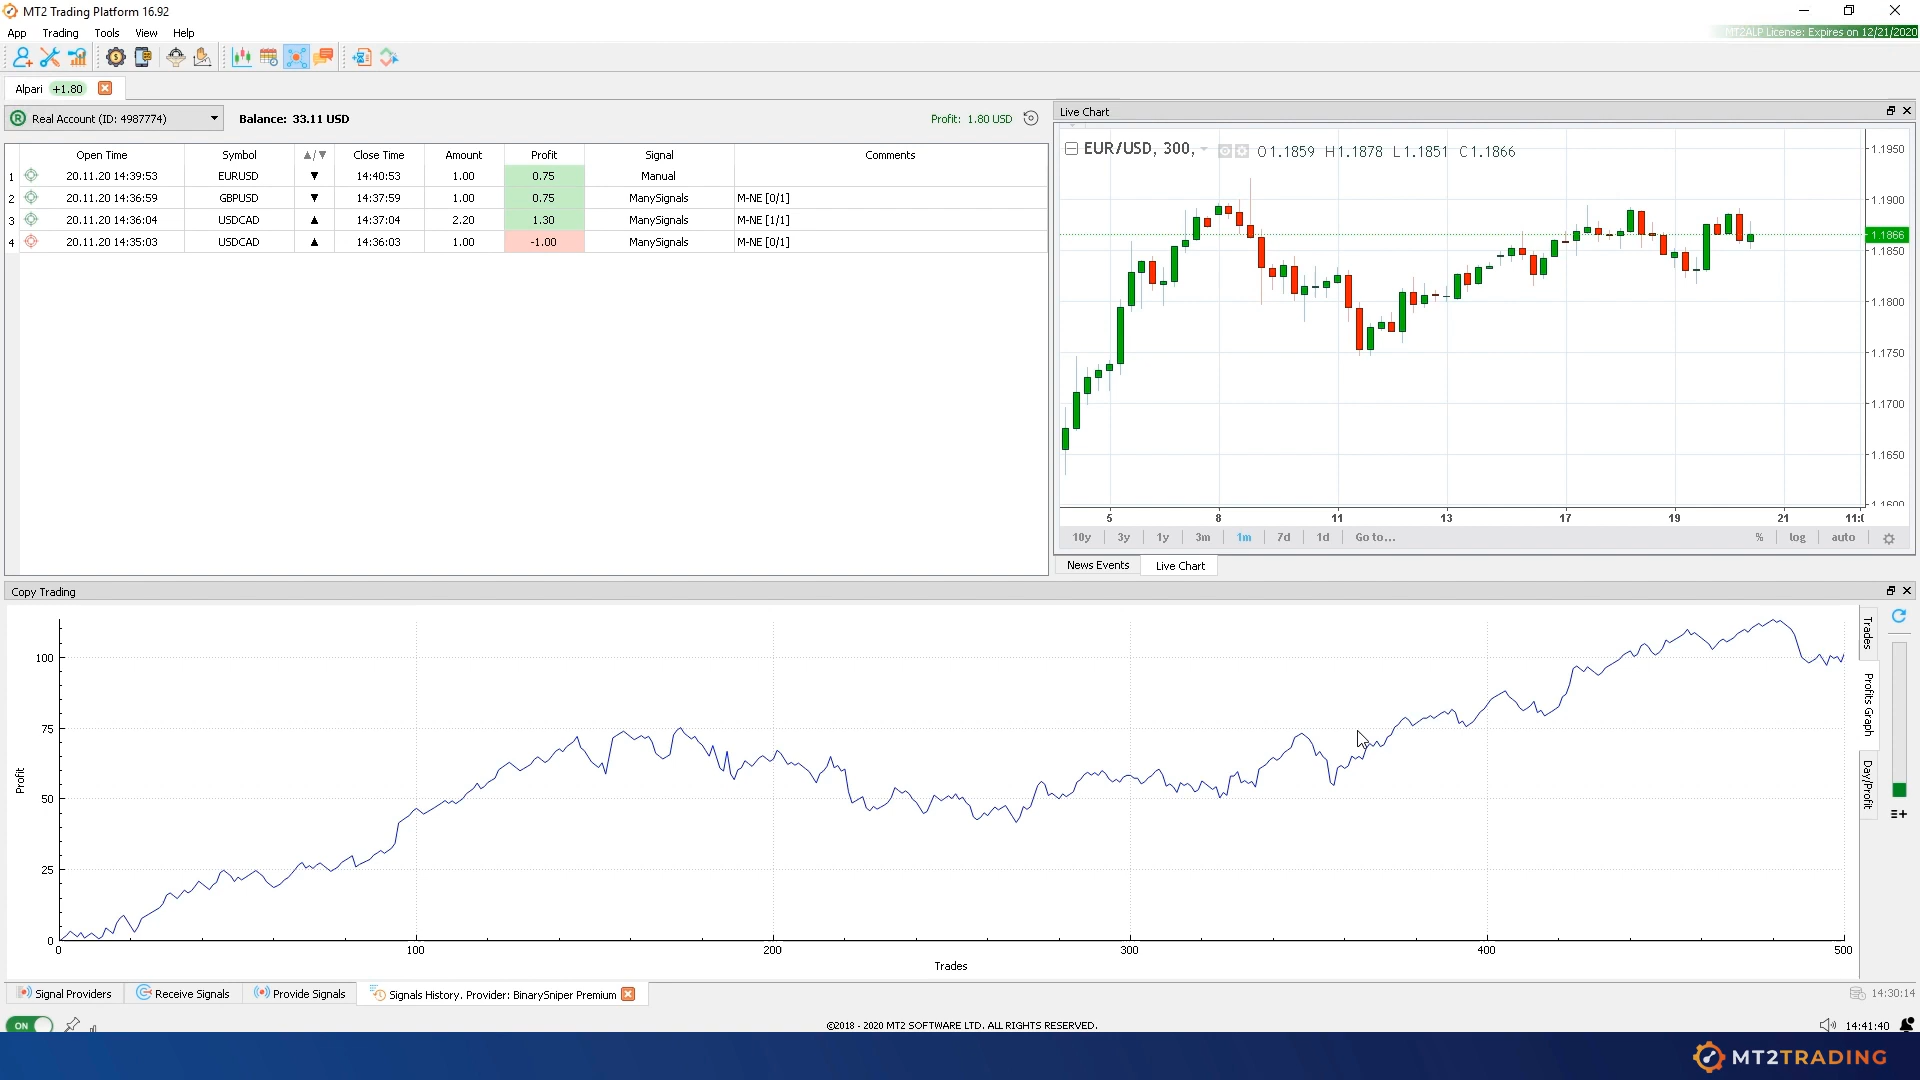 MT2 Trading Platform 16.92
App Trading Tools View Help
MT2ALP License: Expires on 12/21/2020
Alpari +1.80
Real Account (ID: 4987774)
Balance: 33.11 USD
Profit: 1.80 USD
Open Time Symbol ▲/▼ Close Time Amount Profit Signal Comments
1 20.11.20 14:39:53 EURUSD ▼ 14:40:53 1.00 0.75 Manual
2 20.11.20 14:36:59 GBPUSD ▼ 14:37:59 1.00 0.75 ManySignals M-NE [0/1]
3 20.11.20 14:36:04 USDCAD ▲ 14:37:04 2.20 1.30 ManySignals M-NE [1/1]
4 20.11.20 14:35:03 USDCAD ▲ 14:36:03 1.00 -1.00 ManySignals M-NE [0/1]
Live Chart
EUR/USD, 300, O1.1859 H1.1878 L1.1851 C1.1866
1.1950
1.1900
1.1866
1.1850
1.1800
1.1750
1.1700
1.1650
1.1600
5 8 11 13 17 19 21 11:(
10y 3y 1y 3m 1m 7d 1d Go to... % log auto
News Events Live Chart
Copy Trading
100
75
50
25
0
Profit
0 100 200 300 400 500
Trades
Trades
Profits Graph
Day/Profit
Signal Providers Receive Signals Provide Signals Signals History. Provider: BinarySniper Premium
14:30:14
ON
©2018 - 2020 MT2 SOFTWARE LTD. ALL RIGHTS RESERVED.
14:41:40
MT2TRADING